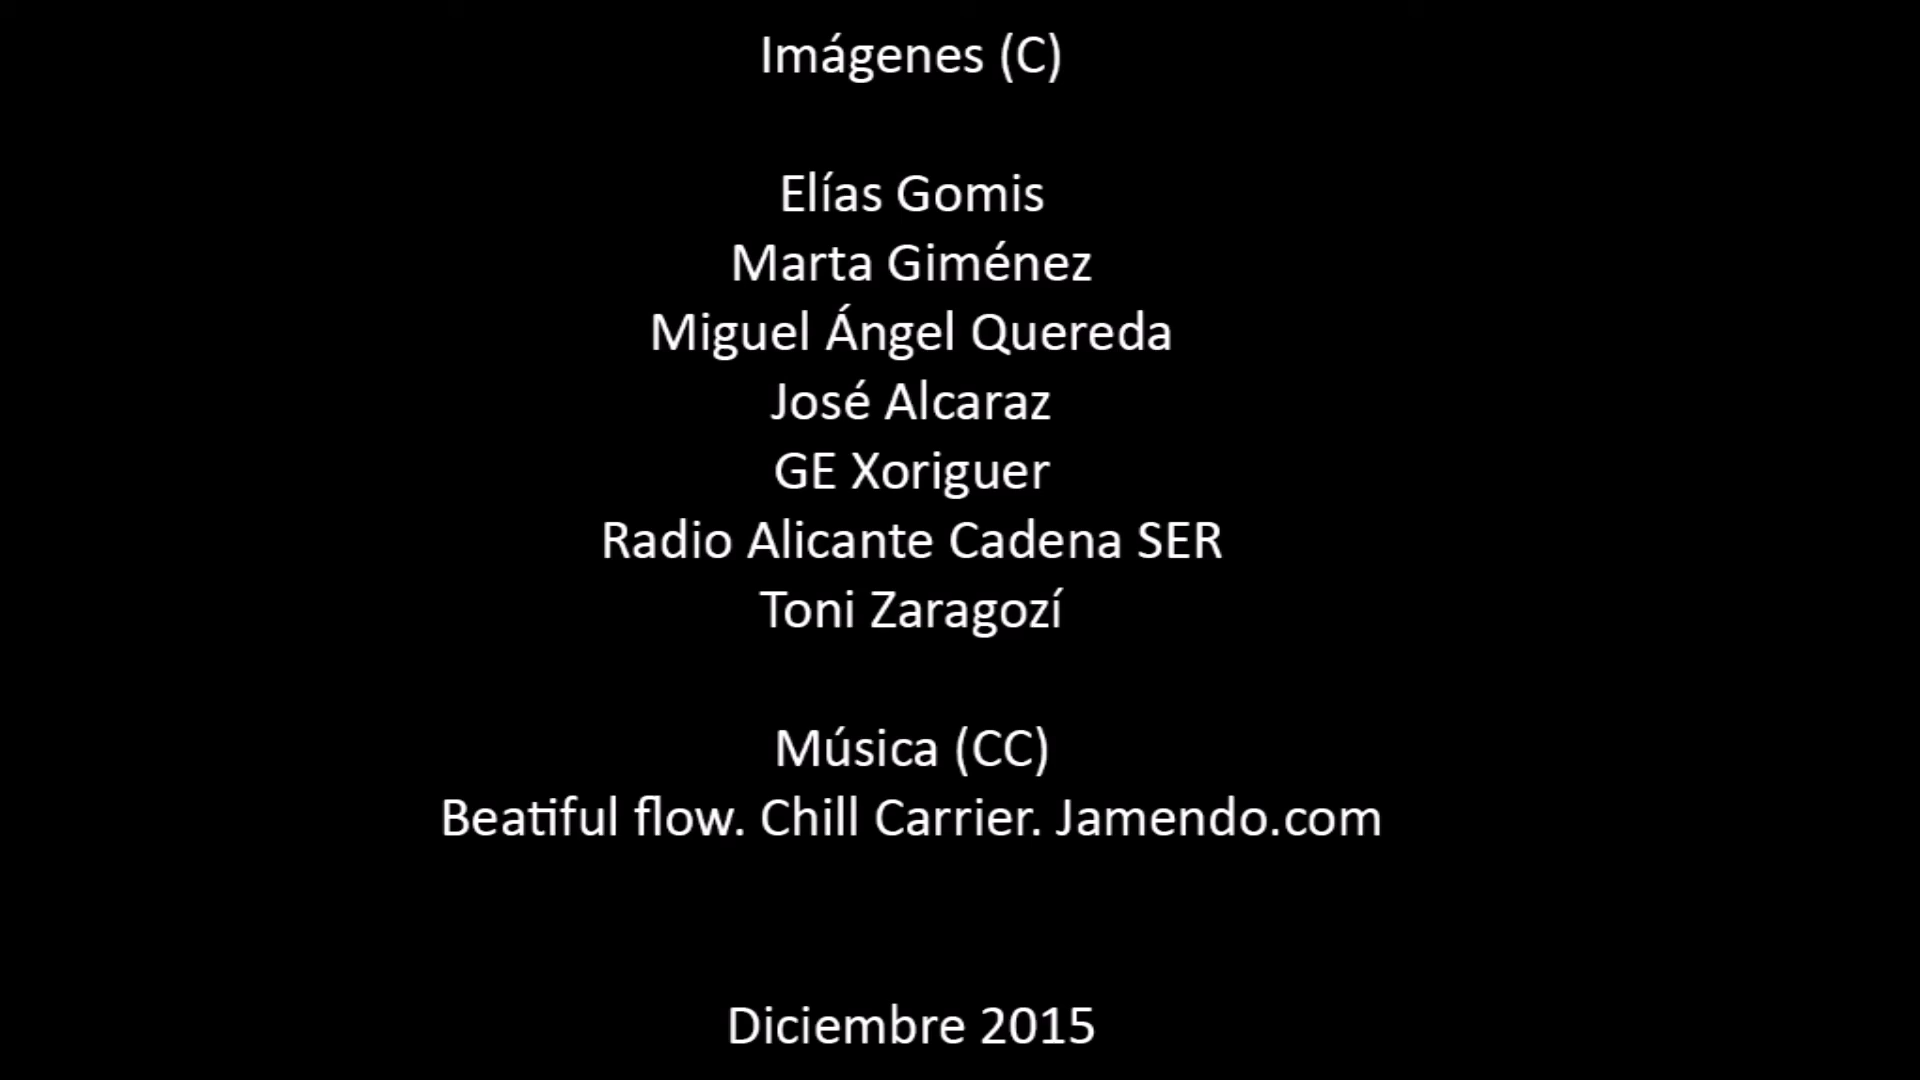 Imágenes (C)
Elías Gomis
Marta Giménez
Miguel Ángel Quereda
José Alcaraz
GE Xoriguer
Radio Alicante Cadena SER
Toni Zaragozí
Música (CC)
Beatiful flow. Chill Carrier. Jamendo.com
Diciembre 2015